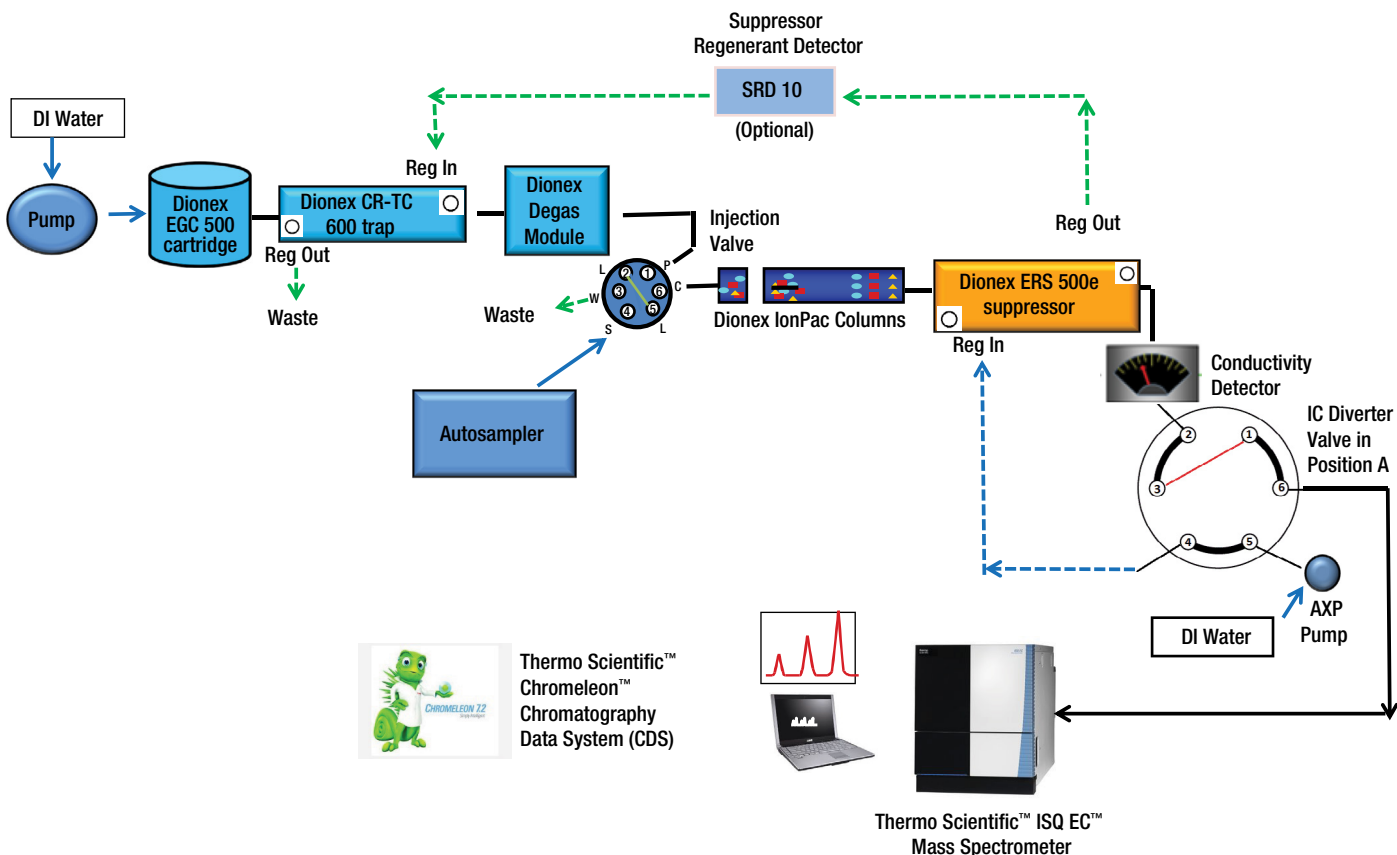 Suppressor
Regenerant Detector
SRD 10
(Optional)
DI Water
Pump
Dionex
EGC 500
cartridge
Reg In
Dionex CR-TC
600 trap
Reg Out
Waste
Dionex
Degas
Module
Injection
Valve
Waste
L
P
W
C
S
L
2
1
3
6
4
5
Autosampler
Dionex IonPac Columns
Reg Out
Dionex ERS 500e
suppressor
Reg In
Conductivity
Detector
IC Diverter
Valve in
Position A
2
1
3
6
4
5
AXP
Pump
DI Water
CHROMELEON 7.2
Simply Intelligent
Thermo Scientific™
Chromeleon™
Chromatography
Data System (CDS)
Thermo Scientific™ ISQ EC™
Mass Spectrometer